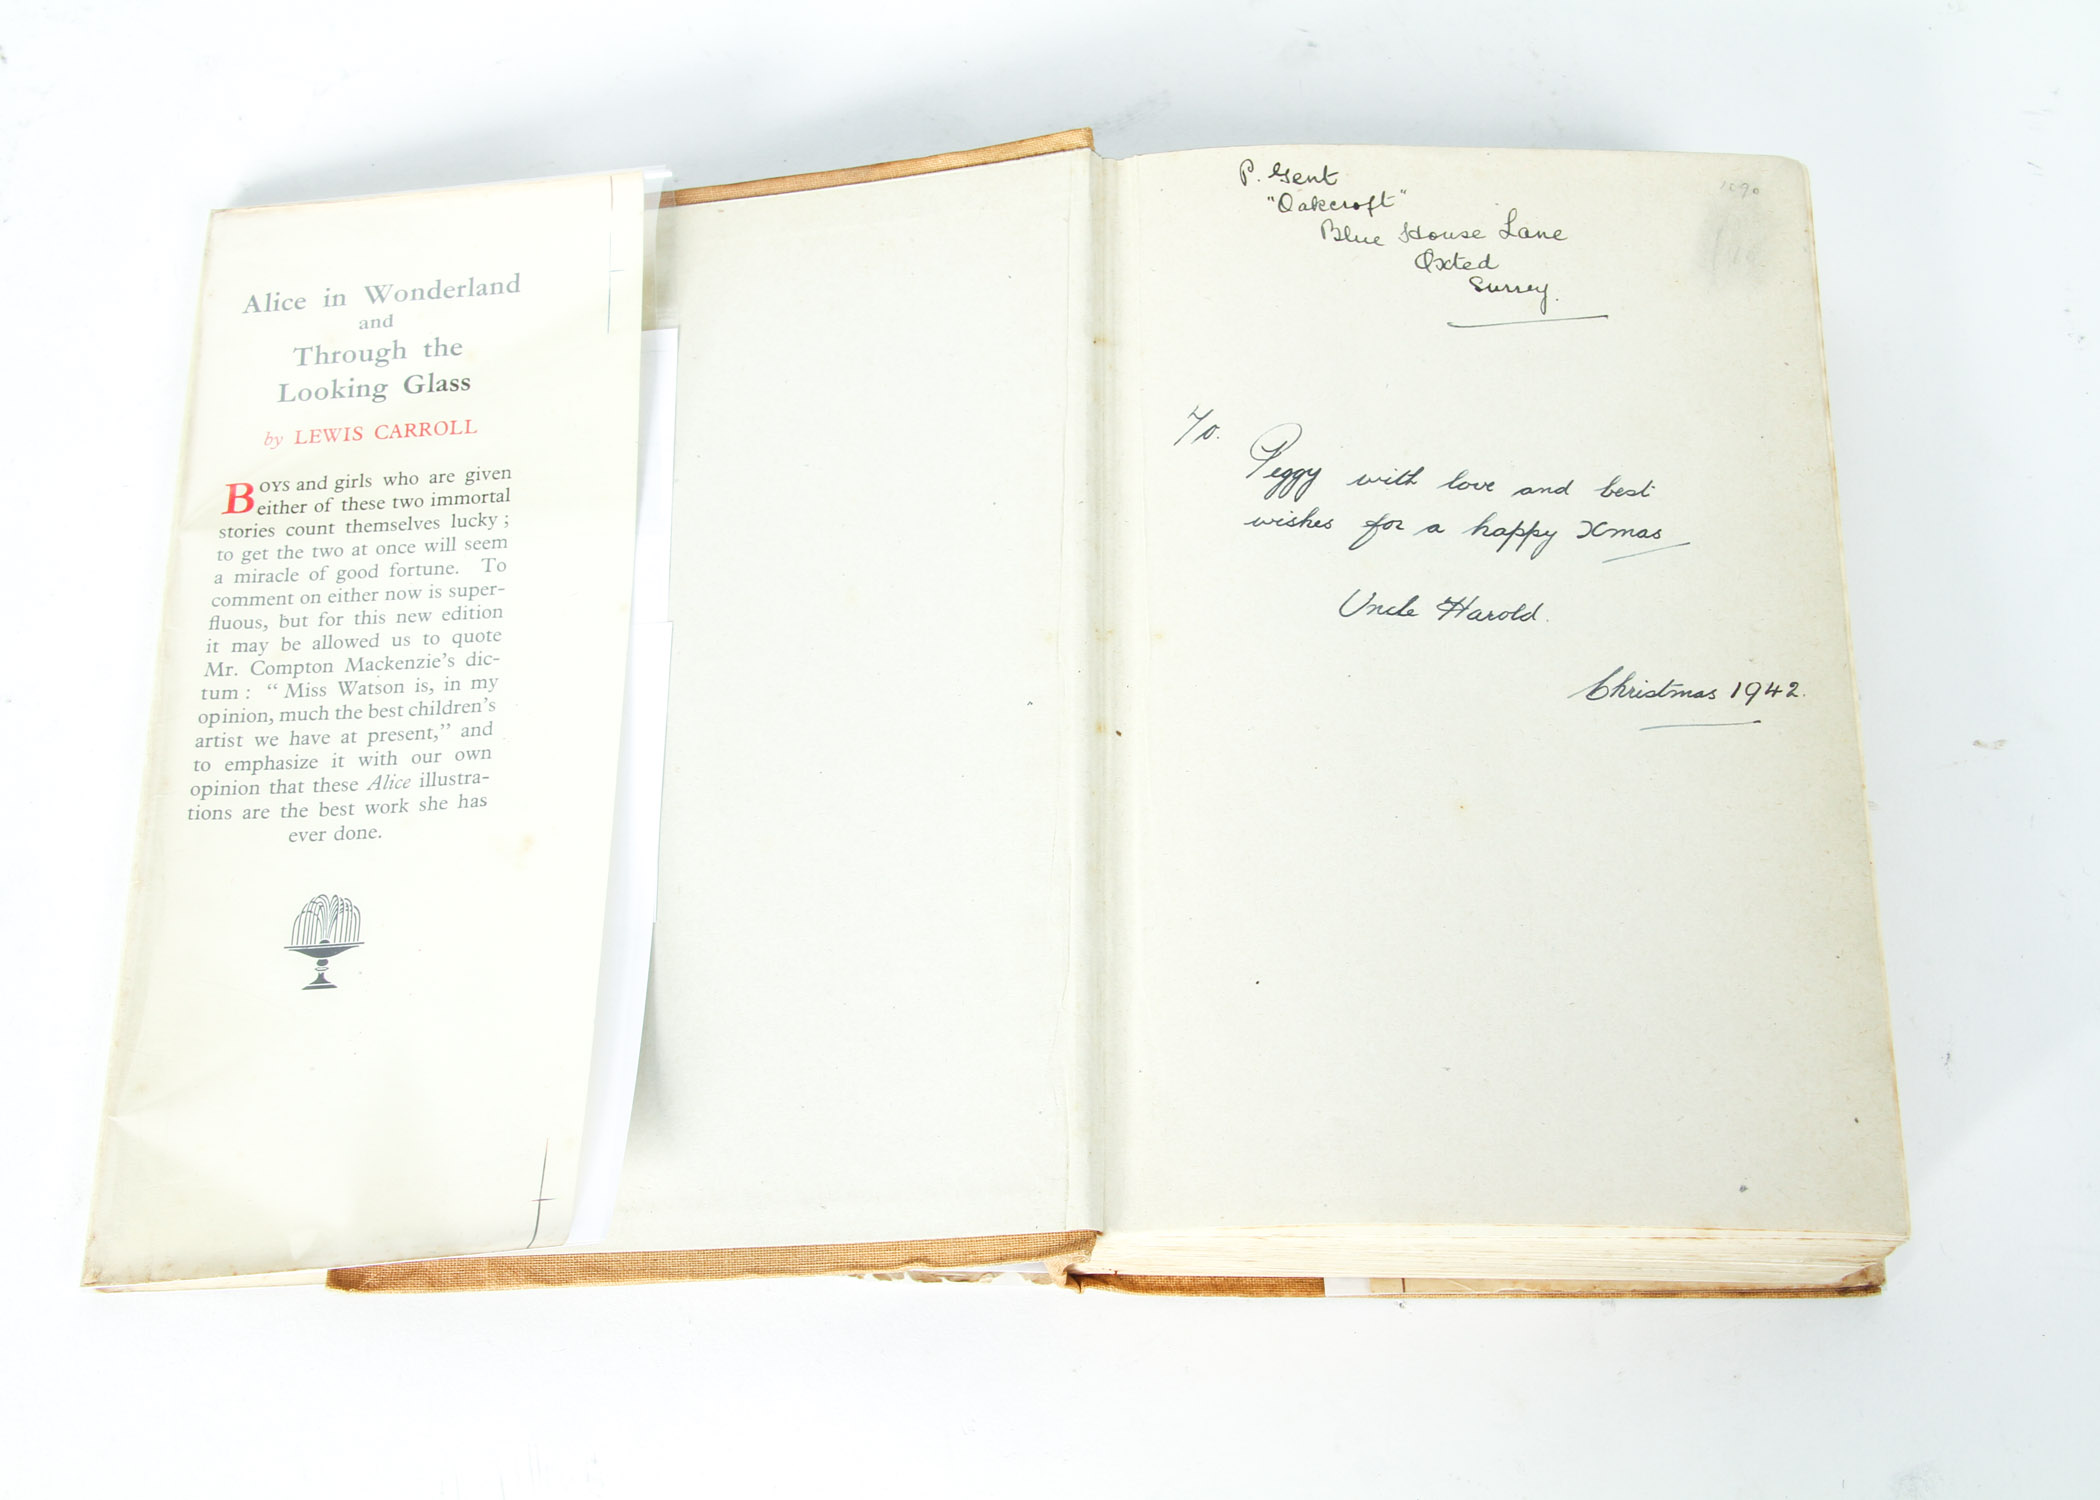 Alice in Wonderland
and
Through the
Looking Glass
by LEWIS CARROLL
BOYS and girls who are given
either of these two immortal
stories count themselves lucky;
to get the two at once will seem
a miracle of good fortune. To
comment on either now is super-
fluous, but for this new edition
it may be allowed us to quote
Mr. Compton Mackenzie's dic-
tum: "Miss Watson is, in my
opinion, much the best children's
artist we have at present," and
to emphasize it with our own
opinion that these Alice illustra-
tions are the best work she has
ever done.
P. Gent
"Oakcroft"
Blue House Lane
Oxted
Surrey.
To.
Peggy with love and best
wishes for a happy Xmas
Uncle Harold.
Christmas 1942.